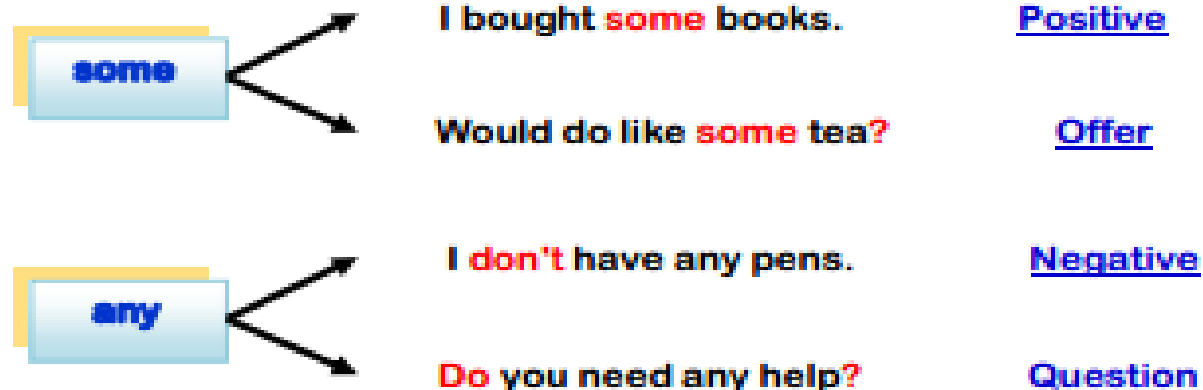 I bought some books. Positive
some
Would do like some tea? Offer
I don't have any pens. Negative
any
Do you need any help? Question